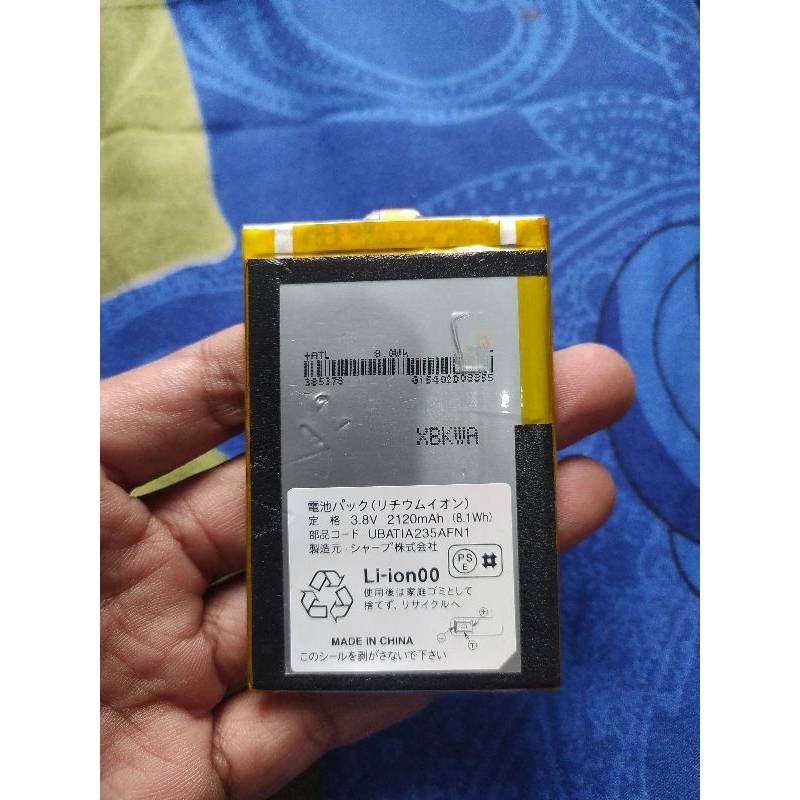 +ATL
385378
XBKWA
電池パック(リチウムイオン)
定 格 3.8V 2120mAh (8.1Wh)
部品コード UBATIA235AFN1
製造元・シャープ株式会社
PS
E
Li-ion00
使用後は家庭ゴミとして
捨てず、リサイクルへ
+
-
T
MADE IN CHINA
このシールを剥がさないで下さい